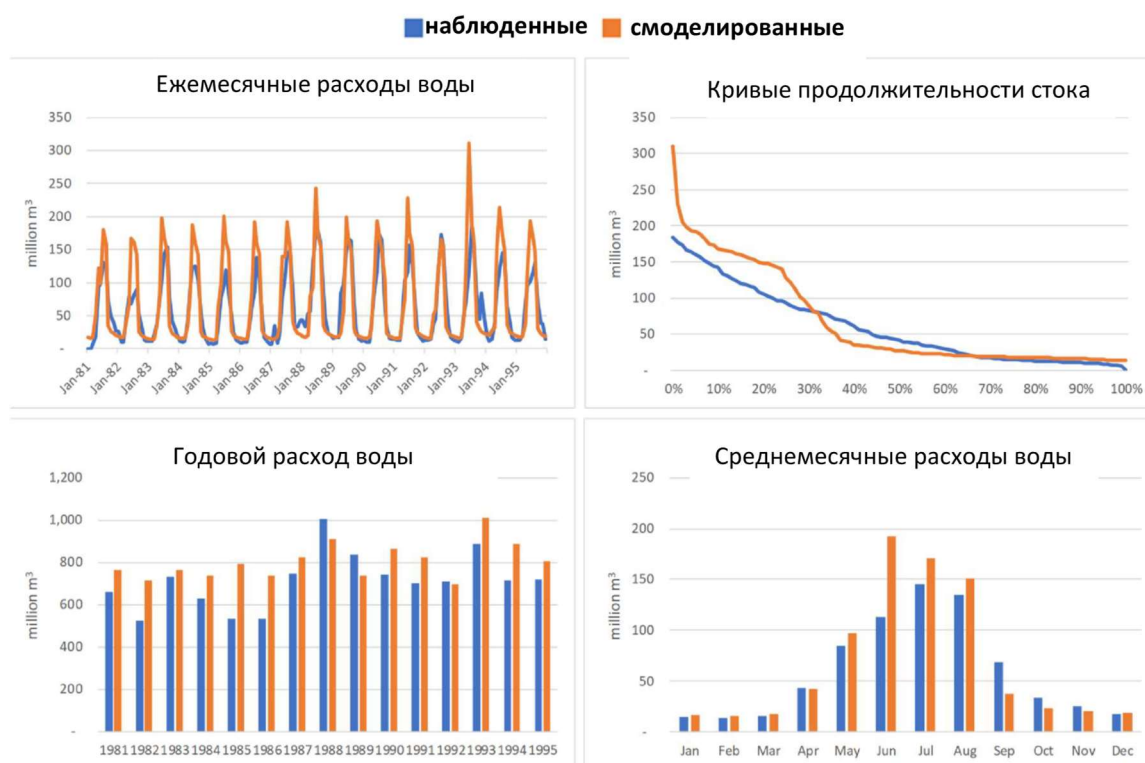 наблюденные смоделированные
Ежемесячные расходы воды
million m³
350
300
250
200
150
100
50
-
Jan-81 Jan-82 Jan-83 Jan-84 Jan-85 Jan-86 Jan-87 Jan-88 Jan-89 Jan-90 Jan-91 Jan-92 Jan-93 Jan-94 Jan-95
Кривые продолжительности стока
million m³
350
300
250
200
150
100
50
-
0% 10% 20% 30% 40% 50% 60% 70% 80% 90% 100%
Годовой расход воды
million m³
1,200
1,000
800
600
400
200
-
1981 1982 1983 1984 1985 1986 1987 1988 1989 1990 1991 1992 1993 1994 1995
Среднемесячные расходы воды
million m³
250
200
150
100
50
-
Jan Feb Mar Apr May Jun Jul Aug Sep Oct Nov Dec